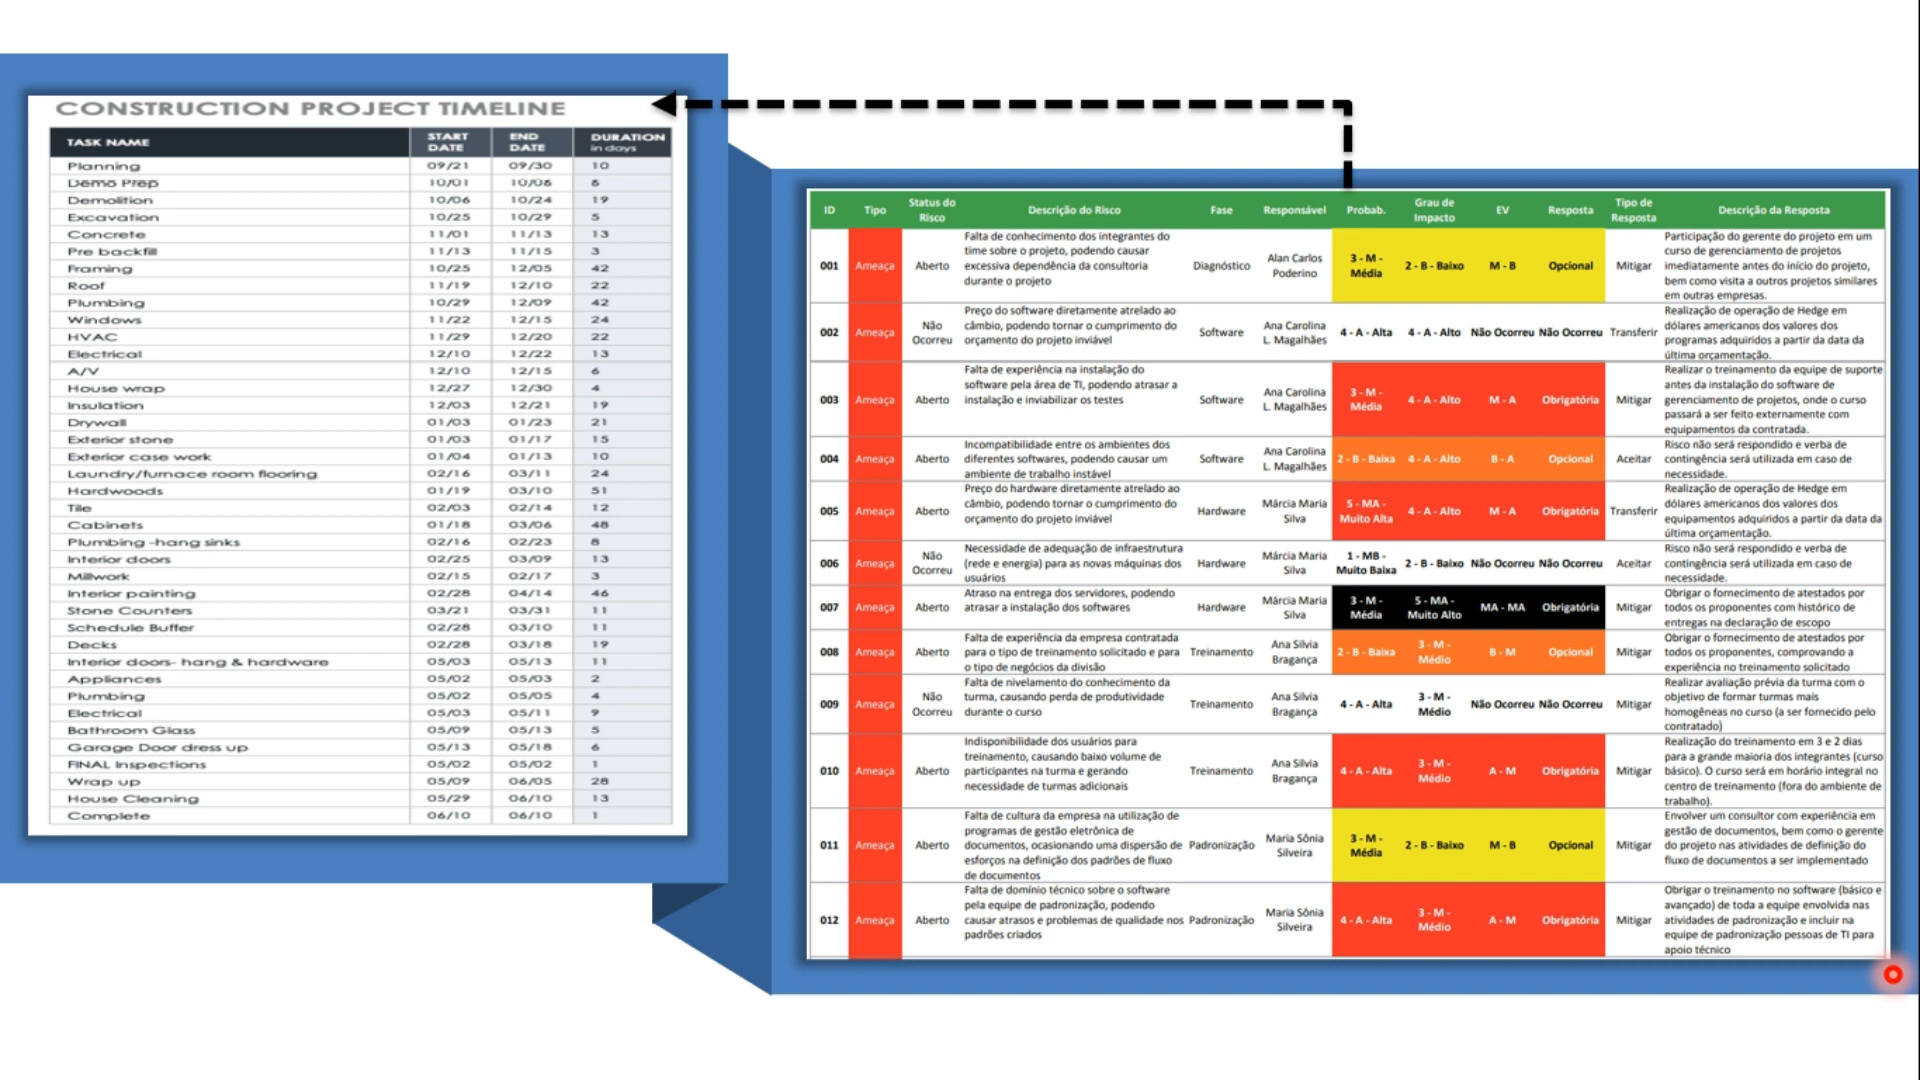 CONSTRUCTION PROJECT TIMELINE
TASK NAME START DATE END DATE DURATION in days
Planning 09/21 09/30 10
Demo Prep 10/01 10/06 6
Demolition 10/06 10/24 19
Excavation 10/25 10/29 5
Concrete 11/01 11/13 13
Pre backfill 11/13 11/15 3
Framing 10/25 12/05 42
Roof 11/19 12/10 22
Plumbing 10/29 12/09 42
Windows 11/22 12/15 24
HVAC 11/29 12/20 22
Electrical 12/10 12/22 13
A/V 12/10 12/15 6
House wrap 12/27 12/30 4
Insulation 12/03 12/21 19
Drywall 01/03 01/23 21
Exterior stone 01/03 01/17 15
Exterior case work 01/04 01/13 10
Laundry/furnace room flooring 02/16 03/11 24
Hardwoods 01/19 03/10 51
Tile 02/03 02/14 12
Cabinets 01/18 03/06 48
Plumbing -hang sinks 02/16 02/23 8
Interior doors 02/25 03/09 13
Millwork 02/15 02/17 3
Interior painting 02/28 04/14 46
Stone Counters 03/21 03/31 11
Schedule Buffer 02/28 03/10 11
Decks 02/28 03/18 19
Interior doors- hang & hardware 05/03 05/13 11
Appliances 05/02 05/03 2
Plumbing 05/02 05/05 4
Electrical 05/03 05/11 9
Bathroom Glass 05/09 05/13 5
Garage Door dress up 05/13 05/18 6
FINAL Inspections 05/02 05/02 1
Wrap up 05/09 06/05 28
House Cleaning 05/29 06/10 13
Complete 06/10 06/10 1
ID Tipo Status do Risco Descrição do Risco Fase Responsável Probab. Grau de Impacto EV Resposta Tipo de Resposta Descrição da Resposta
001 Ameaça Aberto Falta de conhecimento dos integrantes do time sobre o projeto, podendo causar excessiva dependência da consultoria durante o projeto Diagnóstico Alan Carlos Poderino 3 - M - Média 2 - B - Baixo M - B Opcional Mitigar Participação do gerente do projeto em um curso de gerenciamento de projetos imediatamente antes do início do projeto, bem como visita a outros projetos similares em outras empresas.
002 Ameaça Não Ocorreu Preço do software diretamente atrelado ao câmbio, podendo tornar o cumprimento do orçamento do projeto inviável Software Ana Carolina L. Magalhães 4 - A - Alta 4 - A - Alto Não Ocorreu Não Ocorreu Transferir Realização de operação de Hedge em dólares americanos dos valores dos programas adquiridos a partir da data da última orçamentação.
003 Ameaça Aberto Falta de experiência na instalação do software pela área de TI, podendo atrasar a instalação e inviabilizar os testes Software Ana Carolina L. Magalhães 3 - M - Média 4 - A - Alto M - A Obrigatória Mitigar Realizar o treinamento da equipe de suporte antes da instalação do software de gerenciamento de projetos, onde o curso passará a ser feito externamente com equipamentos da contratada.
004 Ameaça Aberto Incompatibilidade entre os ambientes dos diferentes softwares, podendo causar um ambiente de trabalho instável Software Ana Carolina L. Magalhães 2 - B - Baixa 4 - A - Alto B - A Opcional Aceitar Risco não será respondido e verba de contingência será utilizada em caso de necessidade.
005 Ameaça Aberto Preço do hardware diretamente atrelado ao câmbio, podendo tornar o cumprimento do orçamento do projeto inviável Hardware Márcia Maria Silva 5 - MA - Muito Alta 4 - A - Alto M - A Obrigatória Transferir Realização de operação de Hedge em dólares americanos dos valores dos equipamentos adquiridos a partir da data da última orçamentação.
006 Ameaça Não Ocorreu Necessidade de adequação de infraestrutura (rede e energia) para as novas máquinas dos usuários Hardware Márcia Maria Silva 1 - MB - Muito Baixa 2 - B - Baixo Não Ocorreu Não Ocorreu Aceitar Risco não será respondido e verba de contingência será utilizada em caso de necessidade.
007 Ameaça Aberto Atraso na entrega dos servidores, podendo atrasar a instalação dos softwares Hardware Márcia Maria Silva 3 - M - Média 5 - MA - Muito Alto MA - MA Obrigatória Mitigar Obrigar o fornecimento de atestados por todos os proponentes com histórico de entregas na declaração de escopo
008 Ameaça Aberto Falta de experiência da empresa contratada para o tipo de treinamento solicitado e para o tipo de negócios da divisão Treinamento Ana Silvia Bragança 2 - B - Baixa 3 - M - Médio B - M Opcional Mitigar Obrigar o fornecimento de atestados por todos os proponentes, comprovando a experiência no treinamento solicitado
009 Ameaça Não Ocorreu Falta de nivelamento do conhecimento da turma, causando perda de produtividade durante o curso Treinamento Ana Silvia Bragança 4 - A - Alta 3 - M - Médio Não Ocorreu Não Ocorreu Mitigar Realizar avaliação prévia da turma com o objetivo de formar turmas mais homogêneas no curso (a ser fornecido pelo contratado)
010 Ameaça Aberto Indisponibilidade dos usuários para treinamento, causando baixo volume de participantes na turma e gerando necessidade de turmas adicionais Treinamento Ana Silvia Bragança 4 - A - Alta 3 - M - Médio A - M Obrigatória Mitigar Realização do treinamento em 3 e 2 dias para a grande maioria dos integrantes (curso básico). O curso será em horário integral no centro de treinamento (fora do ambiente de trabalho).
011 Ameaça Aberto Falta de cultura da empresa na utilização de programas de gestão eletrônica de documentos, ocasionando uma dispersão de esforços na definição dos padrões de fluxo de documentos Padronização Maria Sônia Silveira 3 - M - Média 2 - B - Baixo M - B Opcional Mitigar Envolver um consultor com experiência em gestão de documentos, bem como o gerente do projeto nas atividades de definição do fluxo de documentos a ser implementado
012 Ameaça Aberto Falta de domínio técnico sobre o software pela equipe de padronização, podendo causar atrasos e problemas de qualidade nos padrões criados Padronização Maria Sônia Silveira 4 - A - Alta 3 - M - Médio A - M Obrigatória Mitigar Obrigar o treinamento no software (básico e avançado) de toda a equipe envolvida nas atividades de padronização e incluir na equipe de padronização pessoas de TI para apoio técnico